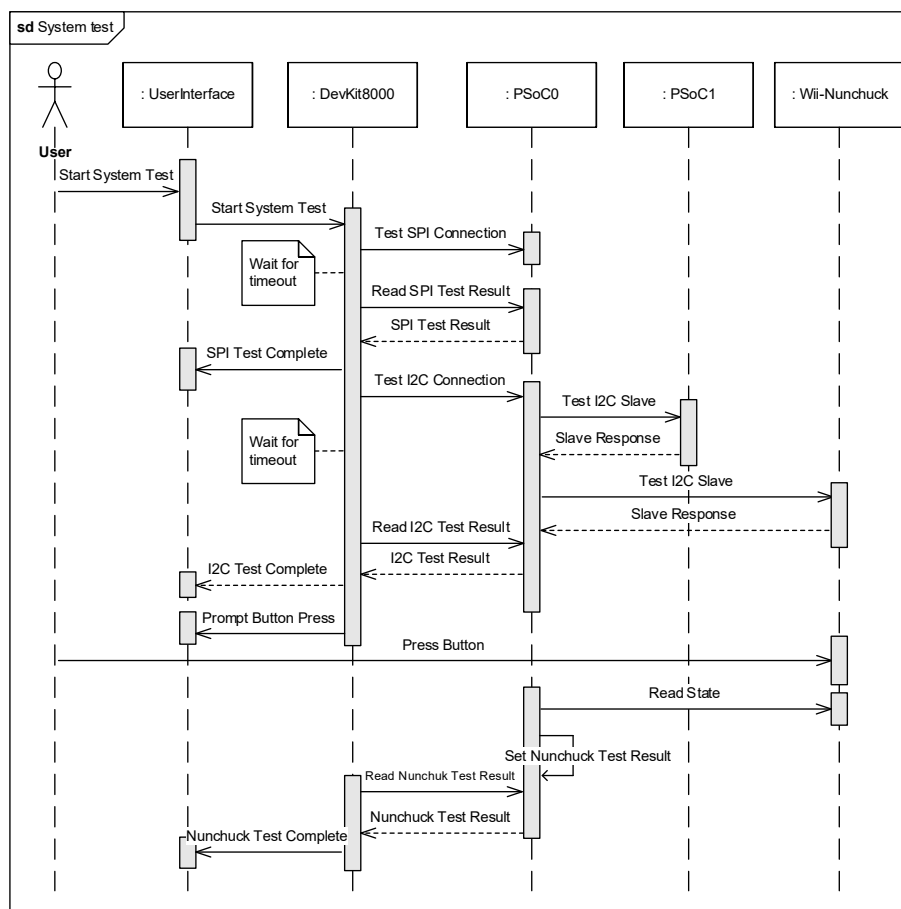 sd System test
: UserInterface
: DevKit8000
: PSoC0
: PSoC1
: Wii-Nunchuck
User
Start System Test
Start System Test
Test SPI Connection
Wait for
timeout
Read SPI Test Result
SPI Test Result
SPI Test Complete
Test I2C Connection
Test I2C Slave
Wait for
timeout
Slave Response
Test I2C Slave
Slave Response
Read I2C Test Result
I2C Test Result
I2C Test Complete
Prompt Button Press
Press Button
Read State
Set Nunchuck Test Result
Read Nunchuk Test Result
Nunchuck Test Result
Nunchuck Test Complete